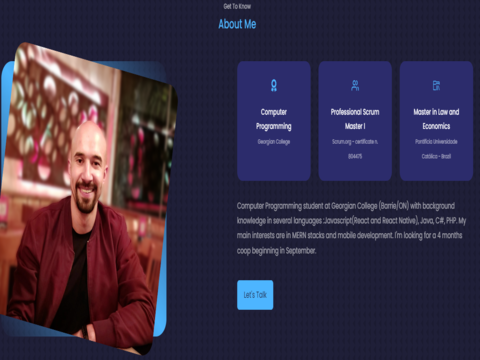 Get To Know
About Me
Computer
Programming
Georgian College
Professional Scrum
Master I
Scrum.org - certificate n.
804475
Master in Law and
Economics
Pontifícia Universidade
Católica - Brazil
Computer Programming student at Georgian College (Barrie/ON) with background
knowledge in several languages :Javascript(React and React Native), Java, C#, PHP. My
main interests are in MERN stacks and mobile development. I'm looking for a 4 months
coop beginning in September.
Let's Talk